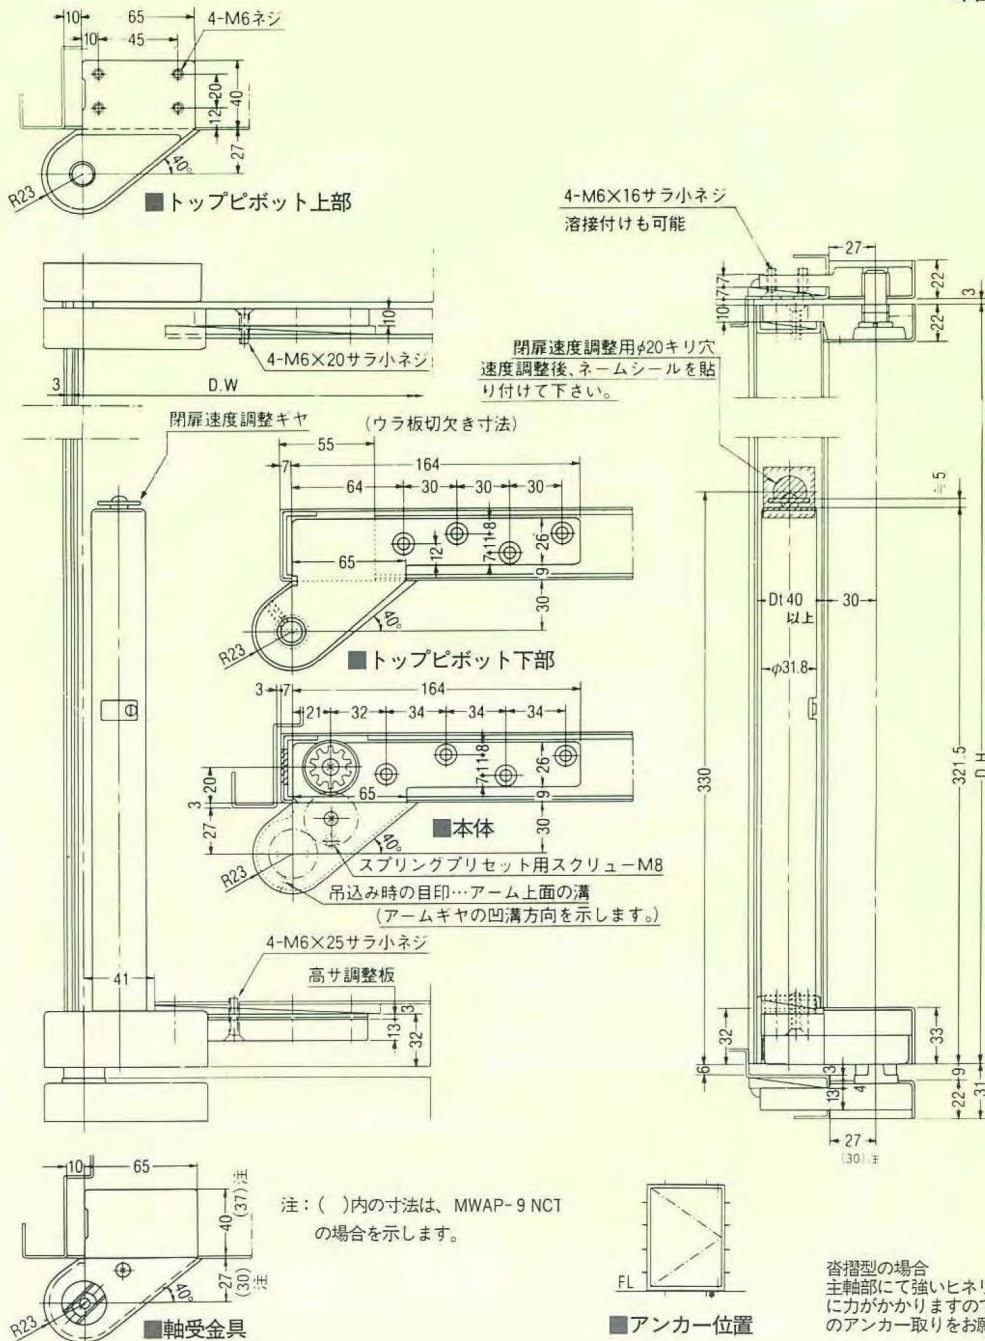 10
65
4-M6ネジ
10
45
20
12
40
27
40°
R23
■トップピボット上部
4-M6×16サラ小ネジ
溶接付けも可能
27
7
7
10
22
3
22
10
4-M6×20サラ小ネジ
3
D.W
閉扉速度調整用φ20キリ穴
速度調整後、ネームシールを貼
り付けて下さい。
閉扉速度調整ギヤ
(ウラ板切欠き寸法)
55
7
164
64
30
30
30
12
7
11
8
26
9
65
30
40°
R23
■トップピボット下部
≒5
Dt40
以上
30
φ31.8
330
321.5
D.H
3
7
164
21
32
34
34
34
20
3
27
65
7
11
8
26
9
30
40°
R23
■本体
スプリングプリセット用スクリューM8
吊込み時の目印…アーム上面の溝
(アームギヤの凹溝方向を示します。)
4-M6×25サラ小ネジ
41
高サ調整板
3
13
32
32
33
6
3
13
4
9
22
31
27
(30)注
10
65
40
(37)注
27
(30)注
40°
R23
■軸受金具
注：(　)内の寸法は、MWAP-9 NCT
の場合を示します。
FL
■アンカー位置
沓摺型の場合
主軸部にて強いヒネリ
に力がかかりますので
のアンカー取りをお願